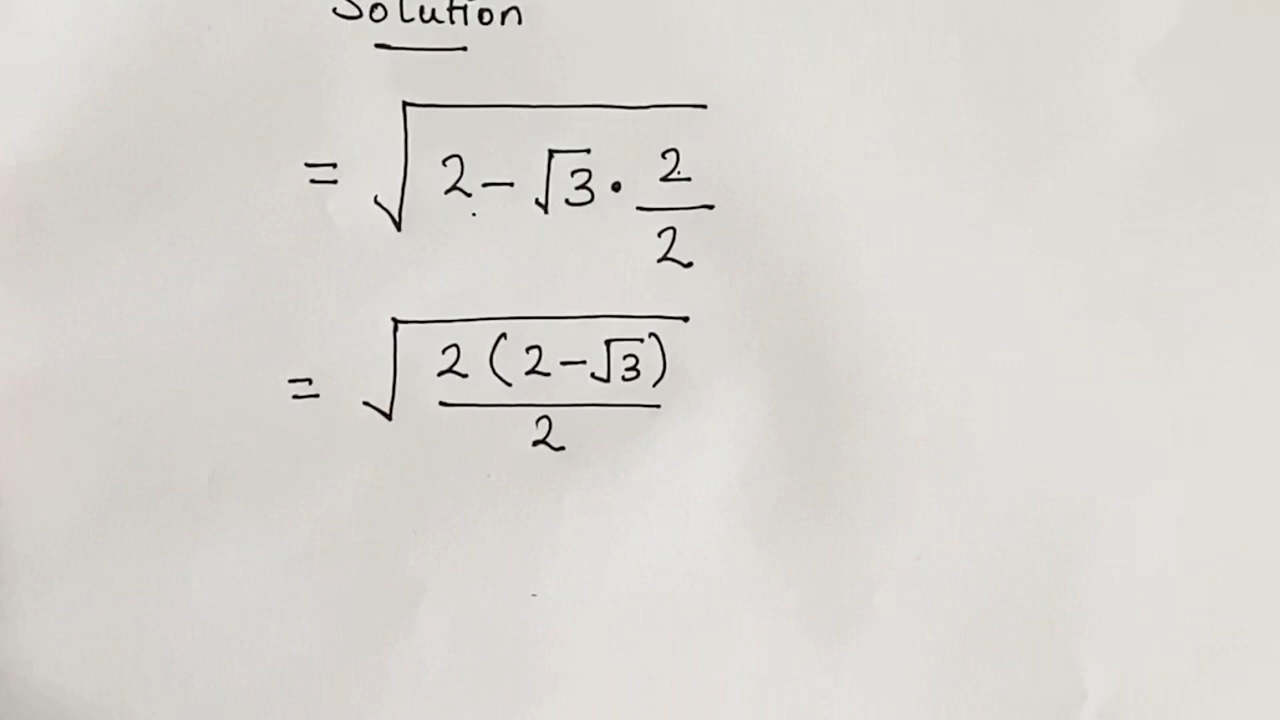 Solution
= √(2 - √3 · 2/2)
= √(2(2-√3)/2)